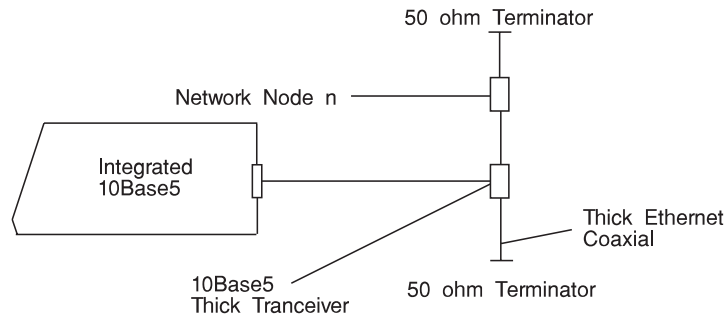 50 ohm Terminator
Network Node n
Integrated
10Base5
Thick Ethernet
Coaxial
10Base5
Thick Tranceiver
50 ohm Terminator